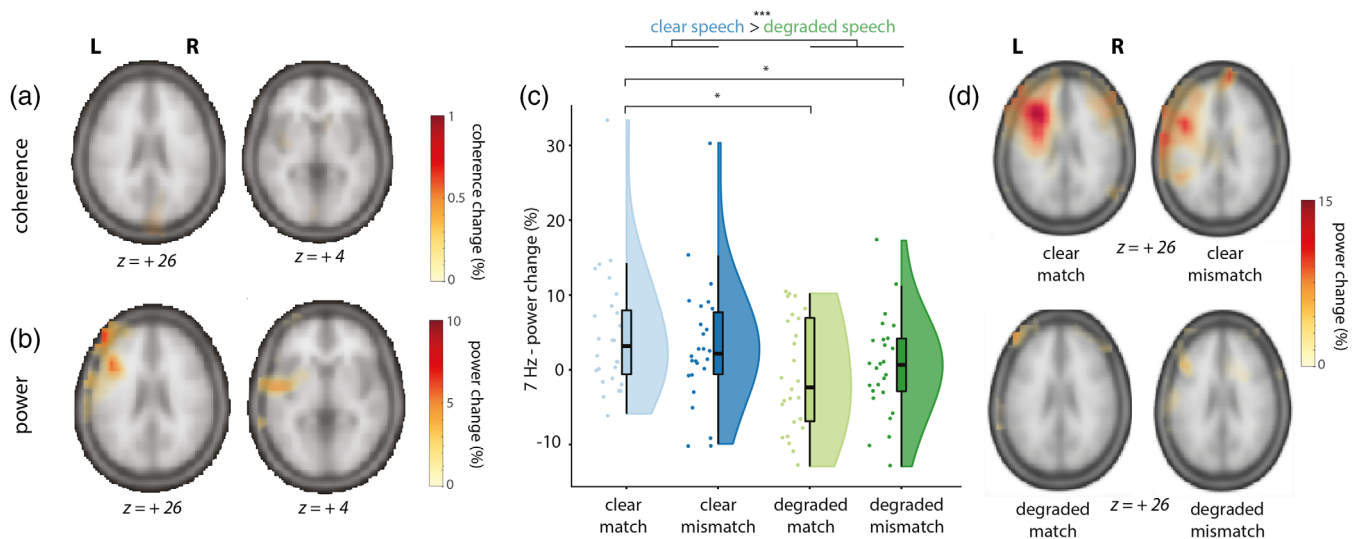 (a)
L
R
coherence
z = + 26
z = + 4
1
0.5
0
coherence change (%)
(b)
power
z = + 26
z = + 4
10
5
0
power change (%)
(c)
***
clear speech > degraded speech
*
*
7 Hz - power change (%)
30
20
10
0
-10
clear
match
clear
mismatch
degraded
match
degraded
mismatch
(d)
L
R
clear
match
z = + 26
clear
mismatch
15
0
power change (%)
degraded
match
z = + 26
degraded
mismatch